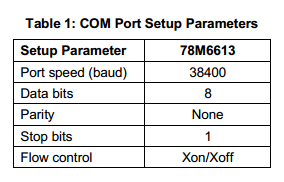 Table 1: COM Port Setup Parameters
Setup Parameter 78M6613
Port speed (baud) 38400
Data bits 8
Parity None
Stop bits 1
Flow control Xon/Xoff